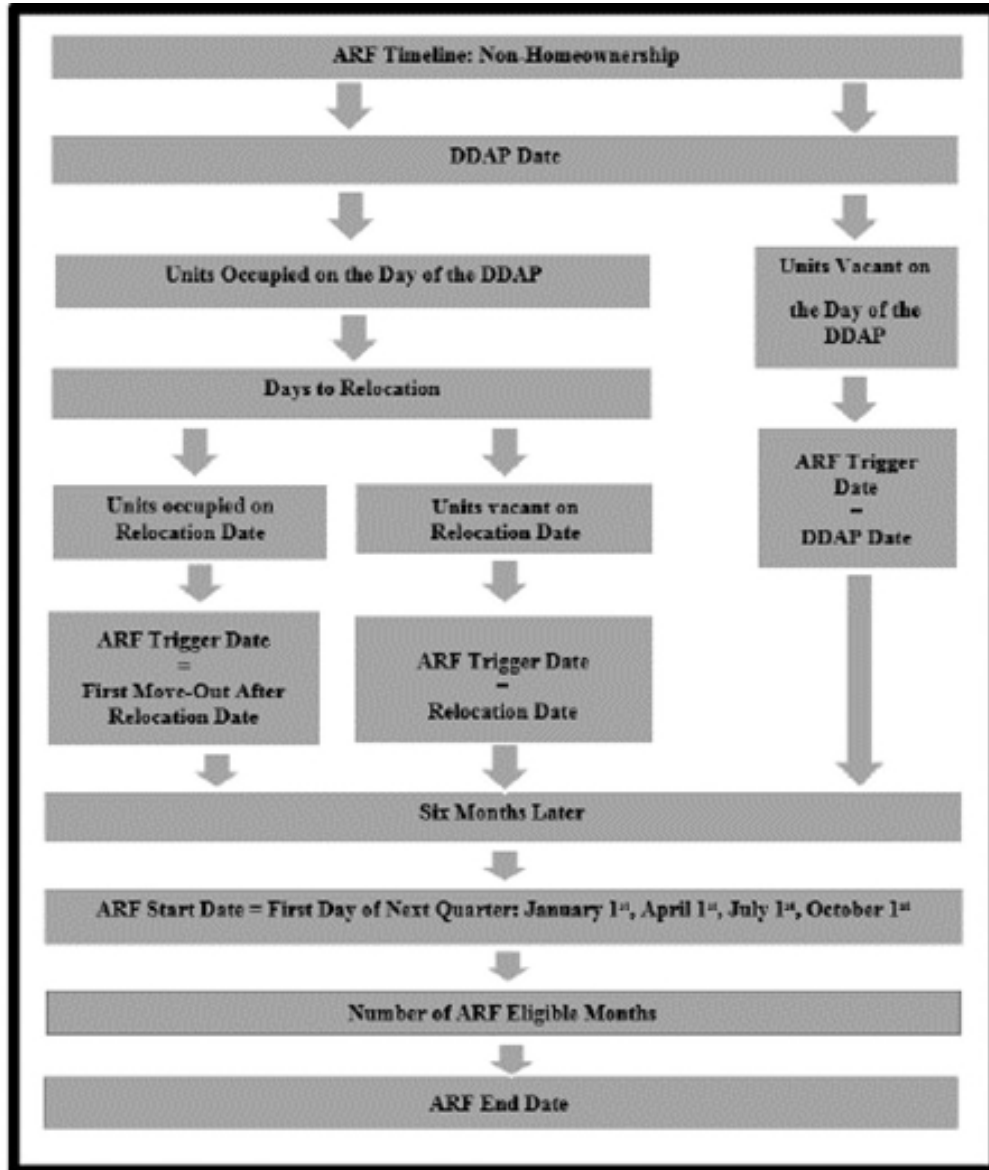 ARF Timeline: Non-Homeownership
DDAP Date
Units Occupied on the Day of the DDAP
Units Vacant on
the Day of the
DDAP
Days to Relocation
ARF Trigger
Date
=
DDAP Date
Units occupied on
Relocation Date
Units vacant on
Relocation Date
ARF Trigger Date
=
First Move-Out After
Relocation Date
ARF Trigger Date
=
Relocation Date
Six Months Later
ARF Start Date = First Day of Next Quarter: January 1st, April 1st, July 1st, October 1st
Number of ARF Eligible Months
ARF End Date